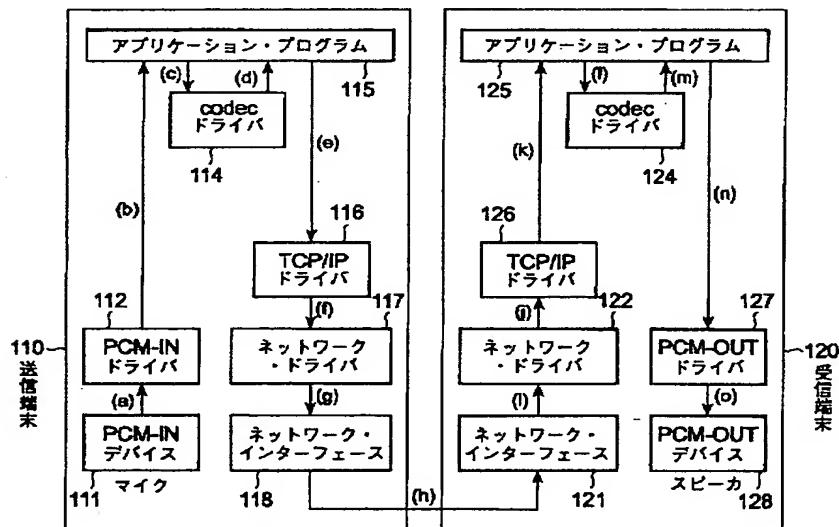 アプリケーション・プログラム
115
(c)
(d)
codec
ドライバ
114
(b)
(e)
116
TCP/IP
ドライバ
(f)
112
117
PCM-IN
ドライバ
ネットワーク
・ドライバ
110
送信端末
(a)
(g)
PCM-IN
デバイス
ネットワーク・
インターフェース
111
マイク
118
(h)
アプリケーション・プログラム
125
(l)
(m)
codec
ドライバ
124
(k)
(n)
126
TCP/IP
ドライバ
(j)
122
127
ネットワーク
・ドライバ
PCM-OUT
ドライバ
120
受信端末
(i)
(o)
ネットワーク・
インターフェース
PCM-OUT
デバイス
121
スピーカ
128